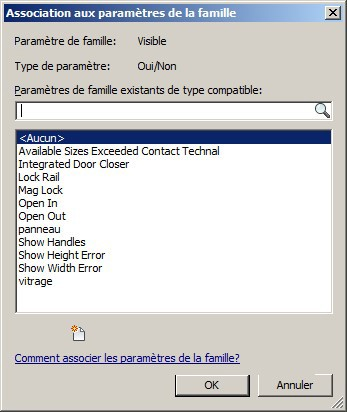 Association aux paramètres de la famille
Paramètre de famille: Visible
Type de paramètre: Oui/Non
Paramètres de famille existants de type compatible:
<Aucun>
Available Sizes Exceeded Contact Technal
Integrated Door Closer
Lock Rail
Mag Lock
Open In
Open Out
panneau
Show Handles
Show Height Error
Show Width Error
vitrage
Comment associer les paramètres de la famille?
OK Annuler